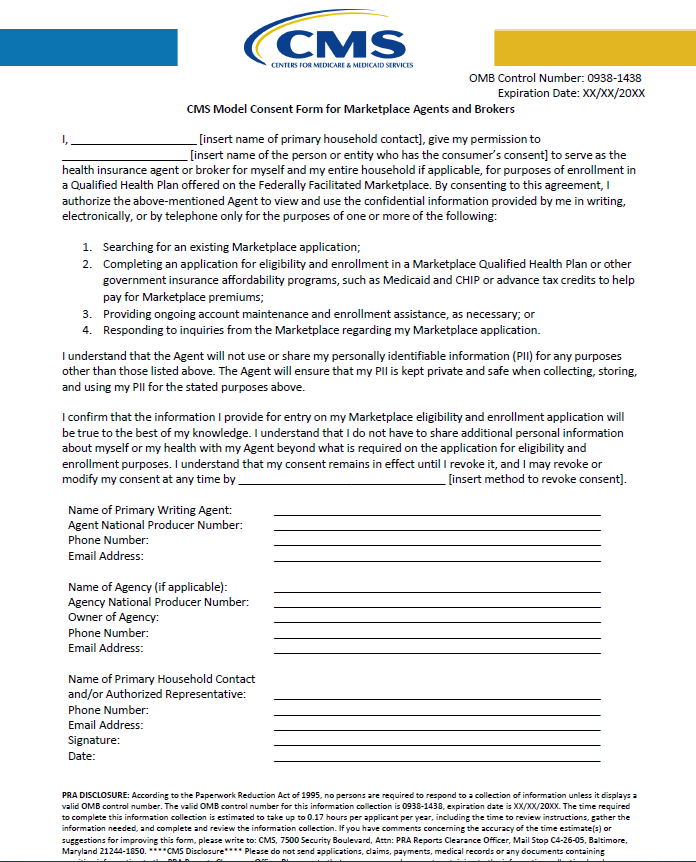 CMS
CENTERS FOR MEDICARE & MEDICAID SERVICES
OMB Control Number: 0938-1438
Expiration Date: XX/XX/20XX
CMS Model Consent Form for Marketplace Agents and Brokers
I, ____________________ [insert name of primary household contact], give my permission to
____________________ [insert name of the person or entity who has the consumer's consent] to serve as the
health insurance agent or broker for myself and my entire household if applicable, for purposes of enrollment in
a Qualified Health Plan offered on the Federally Facilitated Marketplace. By consenting to this agreement, I
authorize the above-mentioned Agent to view and use the confidential information provided by me in writing,
electronically, or by telephone only for the purposes of one or more of the following:
1. Searching for an existing Marketplace application;
2. Completing an application for eligibility and enrollment in a Marketplace Qualified Health Plan or other
government insurance affordability programs, such as Medicaid and CHIP or advance tax credits to help
pay for Marketplace premiums;
3. Providing ongoing account maintenance and enrollment assistance, as necessary; or
4. Responding to inquiries from the Marketplace regarding my Marketplace application.
I understand that the Agent will not use or share my personally identifiable information (PII) for any purposes
other than those listed above. The Agent will ensure that my PII is kept private and safe when collecting, storing,
and using my PII for the stated purposes above.
I confirm that the information I provide for entry on my Marketplace eligibility and enrollment application will
be true to the best of my knowledge. I understand that I do not have to share additional personal information
about myself or my health with my Agent beyond what is required on the application for eligibility and
enrollment purposes. I understand that my consent remains in effect until I revoke it, and I may revoke or
modify my consent at any time by _________________________________ [insert method to revoke consent].
Name of Primary Writing Agent:
Agent National Producer Number:
Phone Number:
Email Address:
Name of Agency (if applicable):
Agency National Producer Number:
Owner of Agency:
Phone Number:
Email Address:
Name of Primary Household Contact
and/or Authorized Representative:
Phone Number:
Email Address:
Signature:
Date:
PRA DISCLOSURE: According to the Paperwork Reduction Act of 1995, no persons are required to respond to a collection of information unless it displays a
valid OMB control number. The valid OMB control number for this information collection is 0938-1438, expiration date is XX/XX/20XX. The time required
to complete this information collection is estimated to take up to 0.17 hours per applicant per year, including the time to review instructions, gather the
information needed, and complete and review the information collection. If you have comments concerning the accuracy of the time estimate(s) or
suggestions for improving this form, please write to: CMS, 7500 Security Boulevard, Attn: PRA Reports Clearance Officer, Mail Stop C4-26-05, Baltimore,
Maryland 21244-1850. ****CMS Disclosure**** Please do not send applications, claims, payments, medical records or any documents containing